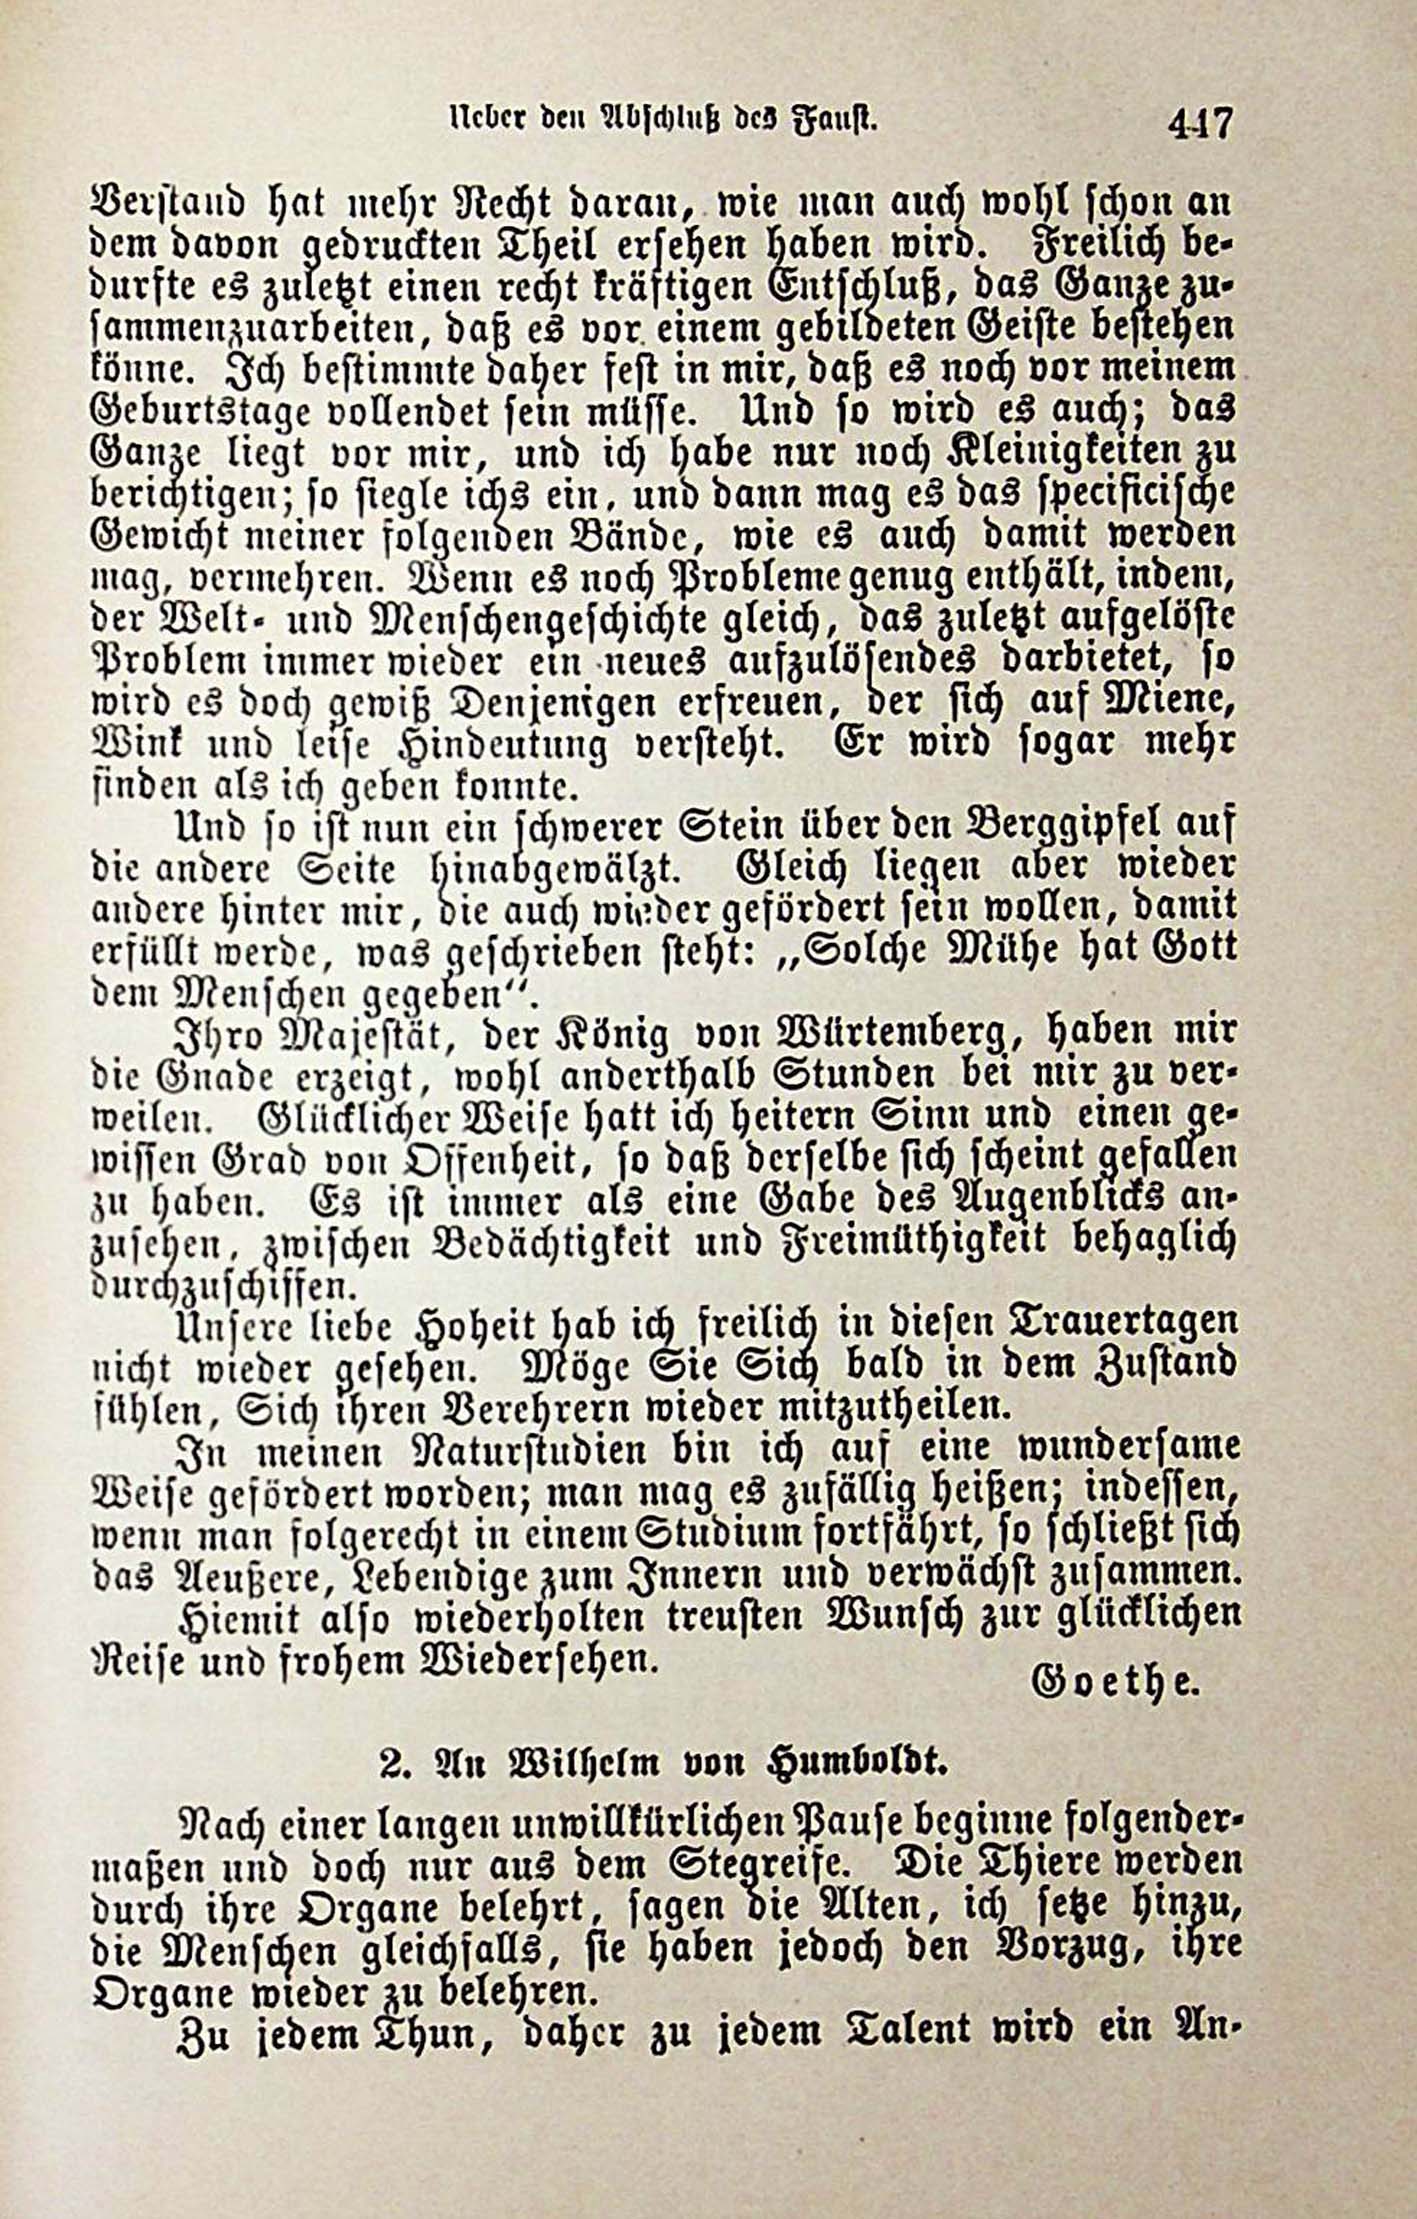 Ueber den Abschluß des Faust. 447
Verstand hat mehr Recht daran, wie man auch wohl schon an
dem davon gedruckten Theil ersehen haben wird. Freilich be-
durfte es zuletzt einen recht kräftigen Entschluß, das Ganze zu-
sammenzuarbeiten, daß es vor einem gebildeten Geiste bestehen
könne. Ich bestimmte daher fest in mir, daß es noch vor meinem
Geburtstage vollendet sein müsse. Und so wird es auch; das
Ganze liegt vor mir, und ich habe nur noch Kleinigkeiten zu
berichtigen; so siegle ichs ein, und dann mag es das specificische
Gewicht meiner folgenden Bände, wie es auch damit werden
mag, vermehren. Wenn es noch Probleme genug enthält, indem,
der Welt- und Menschengeschichte gleich, das zuletzt aufgelöste
Problem immer wieder ein neues aufzulösendes darbietet, so
wird es doch gewiß Denjenigen erfreuen, der sich auf Miene,
Wink und leise Hindeutung versteht. Er wird sogar mehr
finden als ich geben konnte.
Und so ist nun ein schwerer Stein über den Berggipfel auf
die andere Seite hinabgewälzt. Gleich liegen aber wieder
andere hinter mir, die auch wieder gefördert sein wollen, damit
erfüllt werde, was geschrieben steht: „Solche Mühe hat Gott
dem Menschen gegeben“.
Ihro Majestät, der König von Würtemberg, haben mir
die Gnade erzeigt, wohl anderthalb Stunden bei mir zu ver-
weilen. Glücklicher Weise hatt ich heitern Sinn und einen ge-
wissen Grad von Offenheit, so daß derselbe sich scheint gefallen
zu haben. Es ist immer als eine Gabe des Augenblicks an-
zusehen, zwischen Bedächtigkeit und Freimüthigkeit behaglich
durchzuschiffen.
Unsere liebe Hoheit hab ich freilich in diesen Trauertagen
nicht wieder gesehen. Möge Sie Sich bald in dem Zustand
fühlen, Sich ihren Verehrern wieder mitzutheilen.
In meinen Naturstudien bin ich auf eine wundersame
Weise gefördert worden; man mag es zufällig heißen; indessen,
wenn man folgerecht in einem Studium fortfährt, so schließt sich
das Aeußere, Lebendige zum Innern und verwächst zusammen.
Hiemit also wiederholten treusten Wunsch zur glücklichen
Reise und frohem Wiedersehen.
Goethe.
2. An Wilhelm von Humboldt.
Nach einer langen unwillkürlichen Pause beginne folgender-
maßen und doch nur aus dem Stegreife. Die Thiere werden
durch ihre Organe belehrt, sagen die Alten, ich setze hinzu,
die Menschen gleichfalls, sie haben jedoch den Vorzug, ihre
Organe wieder zu belehren.
Zu jedem Thun, daher zu jedem Talent wird ein An-